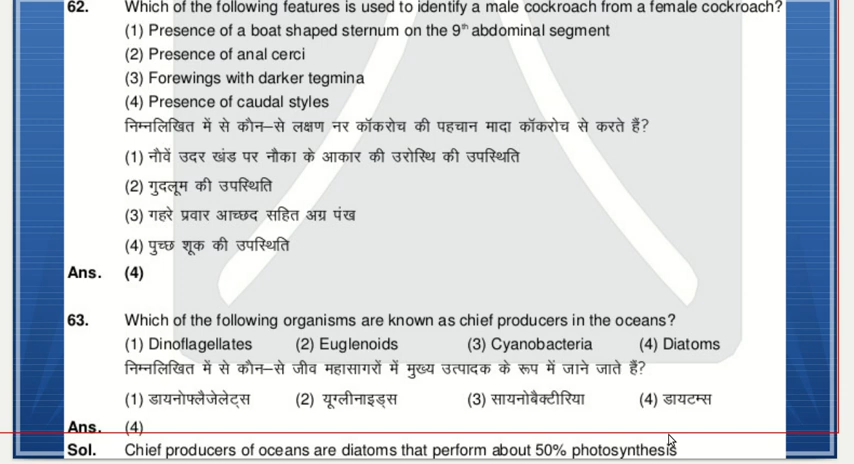 62. Which of the following features is used to identify a male cockroach from a female cockroach?
(1) Presence of a boat shaped sternum on the 9th abdominal segment
(2) Presence of anal cerci
(3) Forewings with darker tegmina
(4) Presence of caudal styles
निम्नलिखित में से कौन–से लक्षण नर कॉकरोच की पहचान मादा कॉकरोच से करते हैं?
(1) नौवें उदर खंड पर नौका के आकार की उरोस्थि की उपस्थिति
(2) गुदलूम की उपस्थिति
(3) गहरे प्रवार आच्छद सहित अग्र पंख
(4) पुच्छ शूक की उपस्थिति
Ans. (4)
63. Which of the following organisms are known as chief producers in the oceans?
(1) Dinoflagellates (2) Euglenoids (3) Cyanobacteria (4) Diatoms
निम्नलिखित में से कौन–से जीव महासागरों में मुख्य उत्पादक के रूप में जाने जाते हैं?
(1) डायनोफ्लैजेलेट्स (2) यूग्लीनाइड्स (3) सायनोबैक्टीरिया (4) डायटम्स
Ans. (4)
Sol. Chief producers of oceans are diatoms that perform about 50% photosynthesis